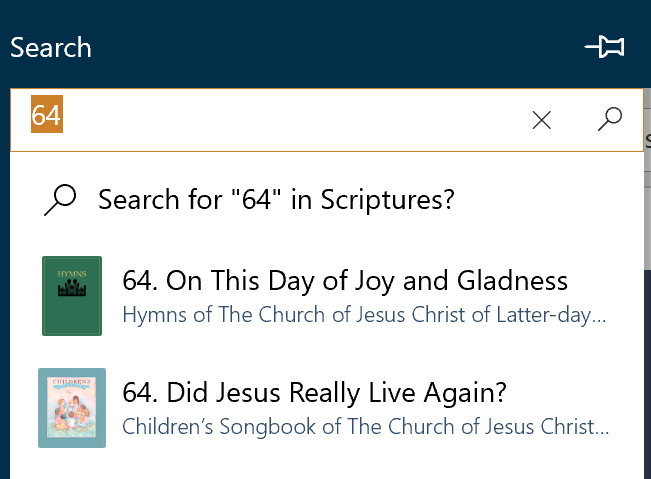 Search
64
Search for "64" in Scriptures?
HYMNS
64. On This Day of Joy and Gladness
Hymns of The Church of Jesus Christ of Latter-day...
CHILDREN'S
64. Did Jesus Really Live Again?
Children’s Songbook of The Church of Jesus Christ...